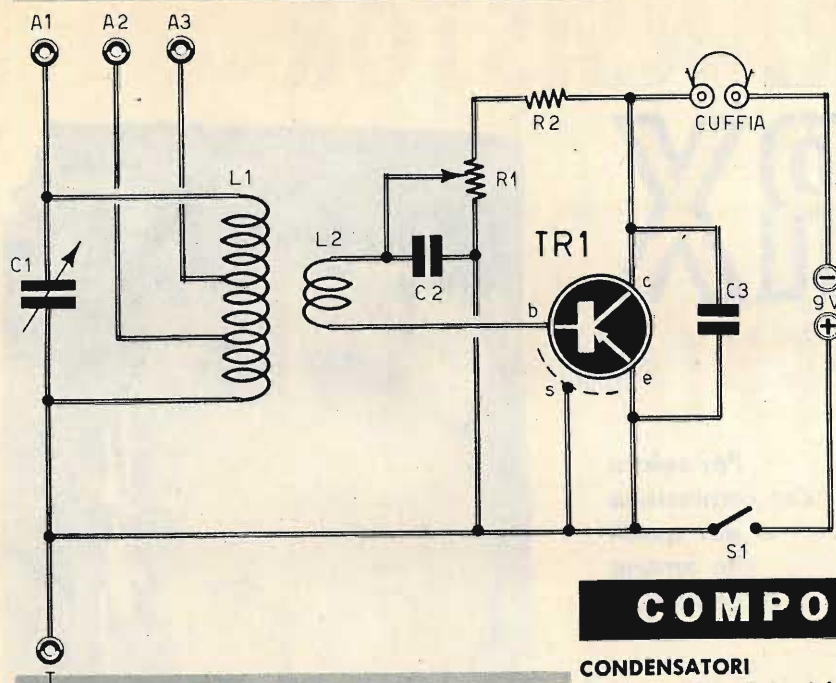 A1 A2 A3
R2
CUFFIA
L1
R1
L2
TR1
C1
C2
c
C3
b
9V
s
e
S1
COMPO
T
CONDENSATORI